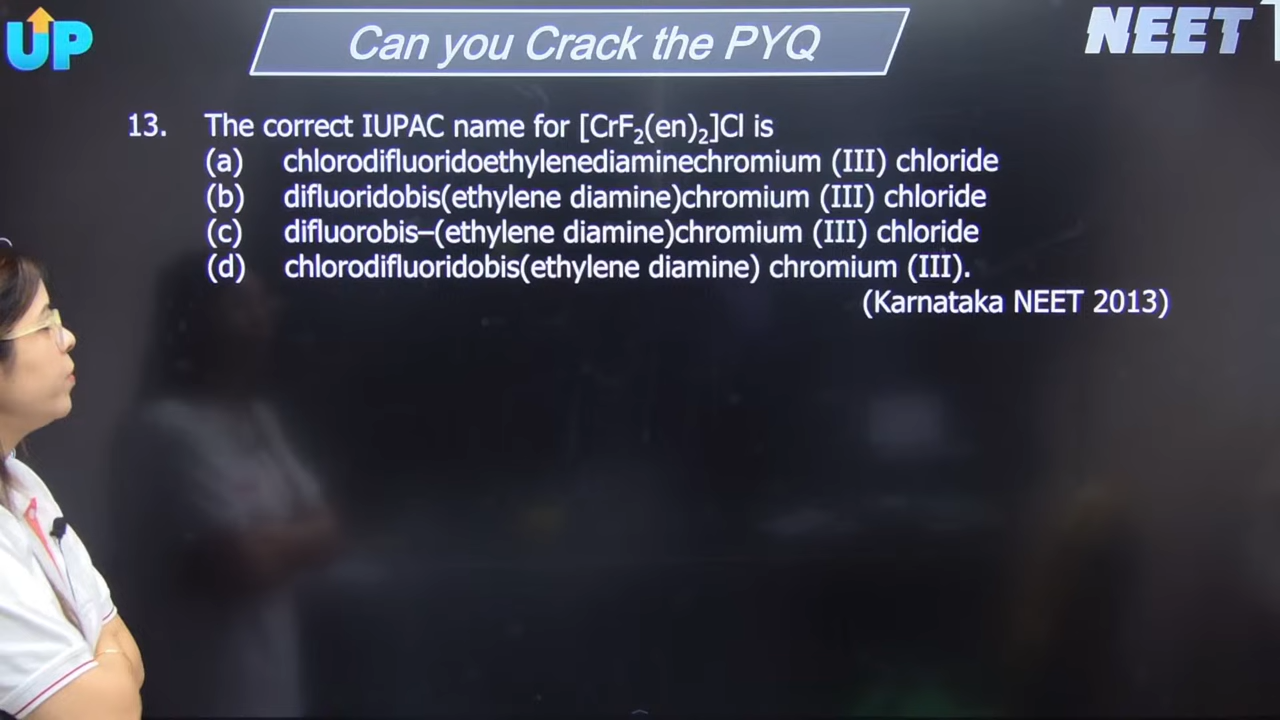 UP
Can you Crack the PYQ
NEET
13. The correct IUPAC name for [CrF₂(en)₂]Cl is
(a) chlorodifluoridoethylenediaminechromium (III) chloride
(b) difluoridobis(ethylene diamine)chromium (III) chloride
(c) difluorobis–(ethylene diamine)chromium (III) chloride
(d) chlorodifluoridobis(ethylene diamine) chromium (III).
(Karnataka NEET 2013)